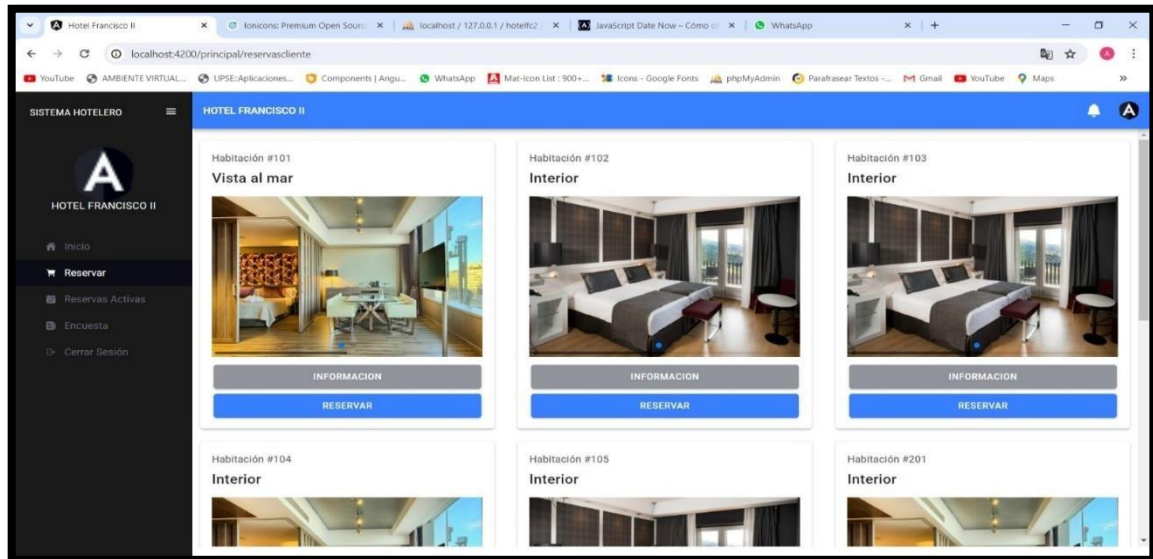 Hotel Francisco II
Ionicons: Premium Open Sourc
localhost / 127.0.0.1 / hotelfc2
JavaScript Date Now – Cómo
WhatsApp
localhost:4200/principal/reservascliente
YouTube
AMBIENTE VIRTUAL...
UPSE::Aplicaciones...
Components | Angu...
WhatsApp
Mat-Icon List : 900+...
Icons - Google Fonts
phpMyAdmin
Parafrasear Textos -...
Gmail
YouTube
Maps
SISTEMA HOTELERO
HOTEL FRANCISCO II
A
HOTEL FRANCISCO II
Inicio
Reservar
Reservas Activas
Encuesta
Cerrar Sesión
Habitación #101
Vista al mar
INFORMACION
RESERVAR
Habitación #102
Interior
INFORMACION
RESERVAR
Habitación #103
Interior
INFORMACION
RESERVAR
Habitación #104
Interior
Habitación #105
Interior
Habitación #201
Interior